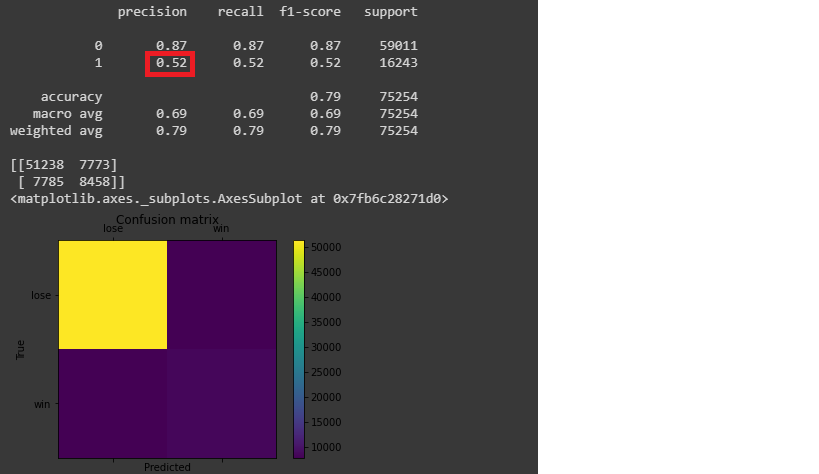 precision recall f1-score support
0 0.87 0.87 0.87 59011
1 0.52 0.52 0.52 16243
accuracy 0.79 75254
macro avg 0.69 0.69 0.69 75254
weighted avg 0.79 0.79 0.79 75254
[[51238 7773]
[ 7785 8458]]
<matplotlib.axes._subplots.AxesSubplot at 0x7fb6c28271d0>
Confusion matrix
lose win
lose
win
True
Predicted
50000
45000
40000
35000
30000
25000
20000
15000
10000